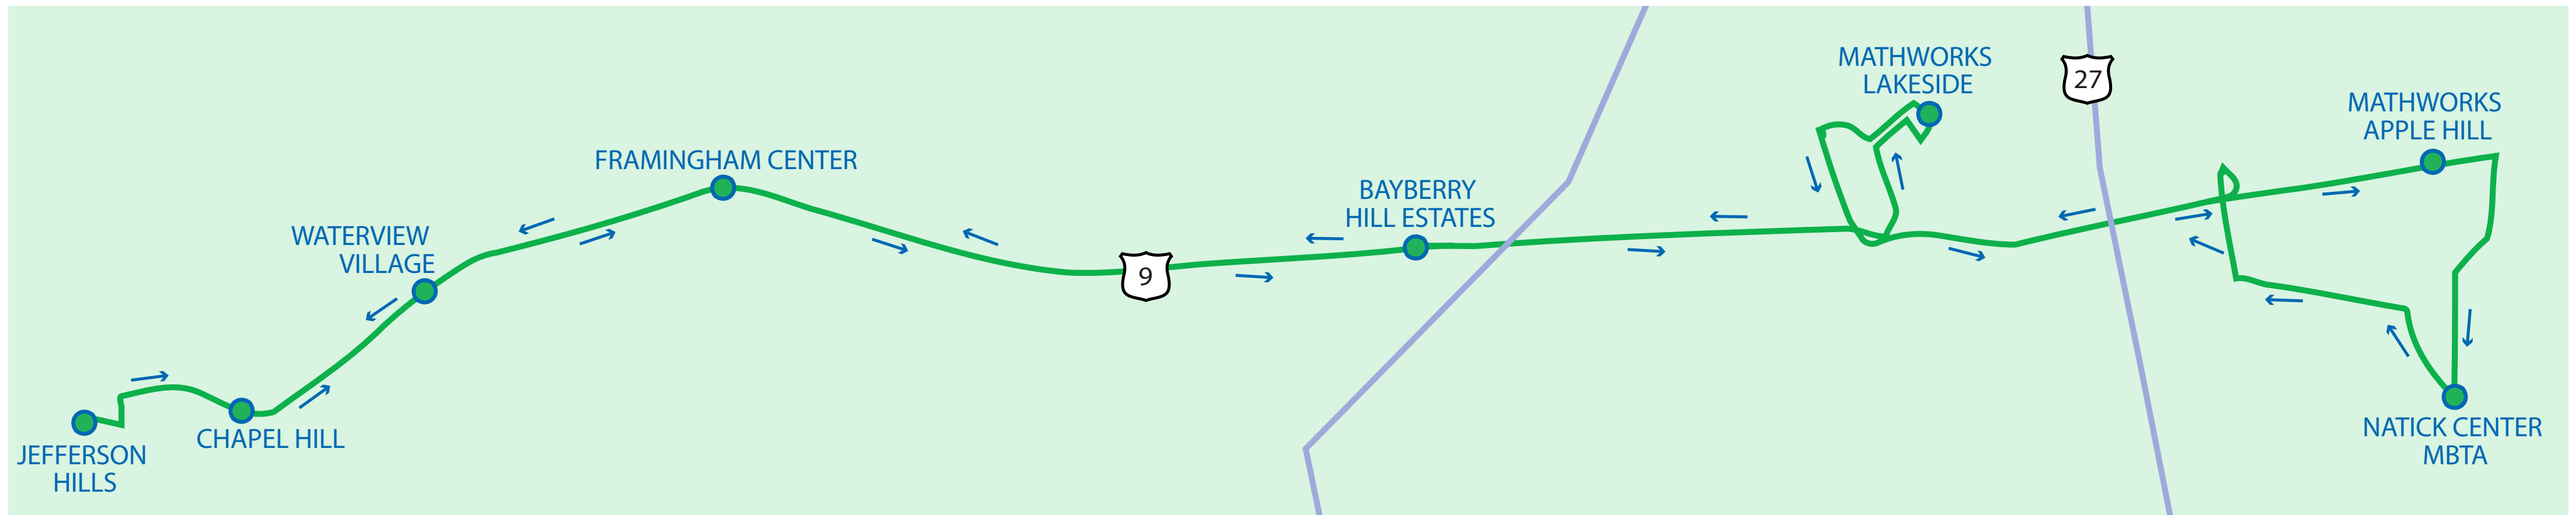 MATHWORKS
LAKESIDE
27
MATHWORKS
APPLE HILL
FRAMINGHAM CENTER
BAYBERRY
HILL ESTATES
WATERVIEW
VILLAGE
9
CHAPEL HILL
JEFFERSON
HILLS
NATICK CENTER
MBTA